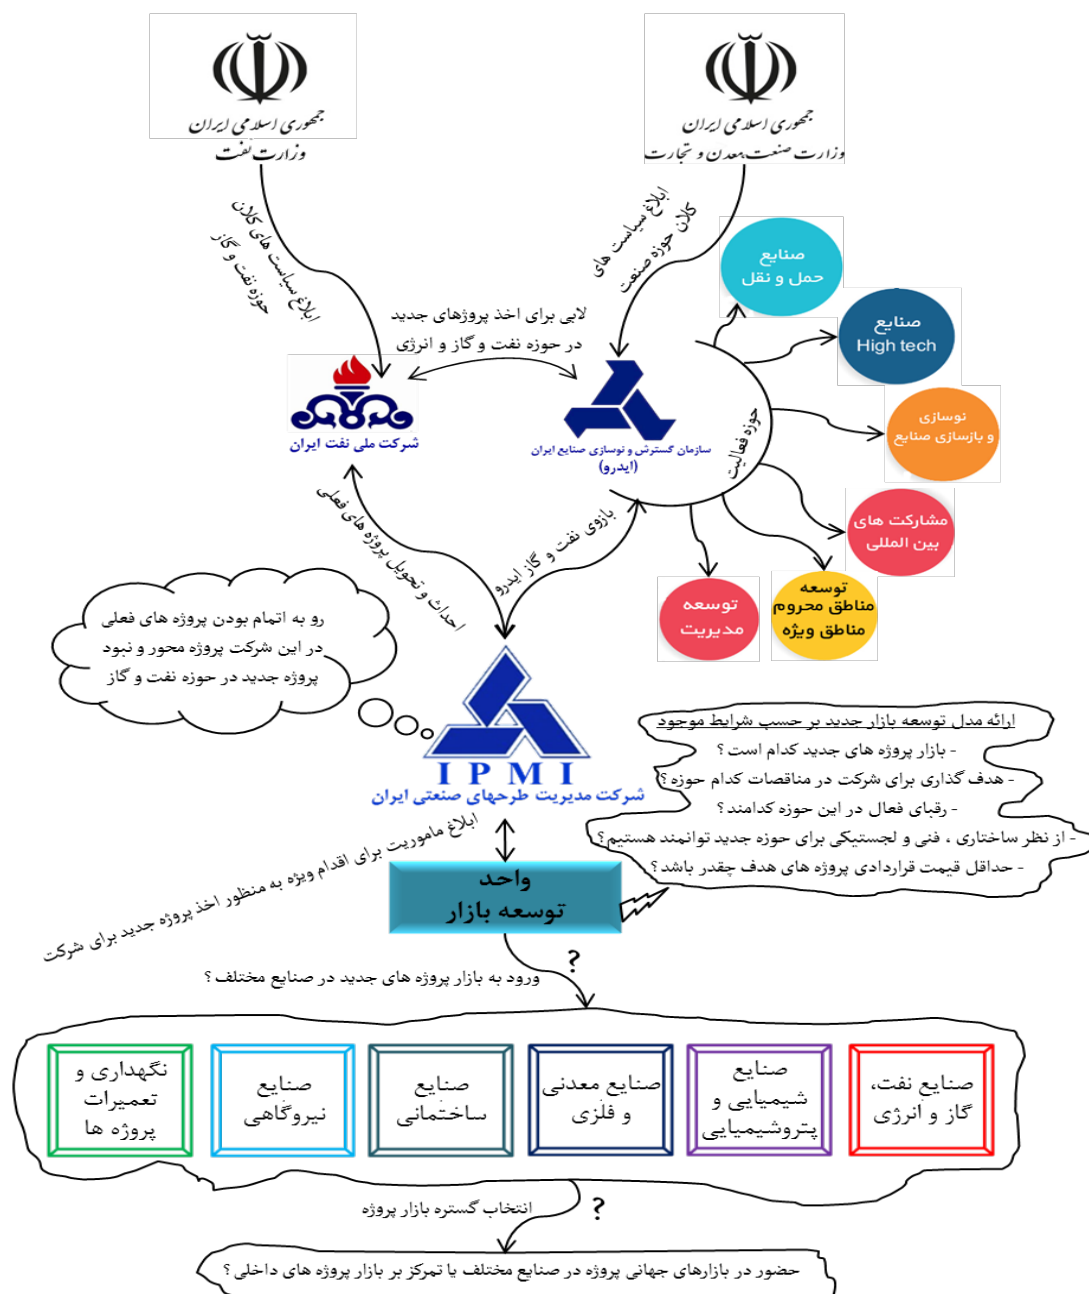 جمهوری اسلامی ایران
وزارت نفت
جمهوری اسلامی ایران
وزارت صنعت معدن و تجارت
ابلاغ سیاست های کلان
حوزه نفت و گاز
ابلاغ سیاست های
کلان حوزه صنعت
صنایع
حمل و نقل
صنایع
High tech
نوسازی
و بازسازی صنایع
مشارکت های
بین المللی
توسعه
مناطق محروم
مناطق ویژه
توسعه
مدیریت
حوزه فعالیت
لابی برای اخذ پروژهای جدید
در حوزه نفت و گاز و انرژی
شرکت ملی نفت ایران
سازمان گسترش و نوسازی صنایع ایران
(ایدرو)
احداث و تحویل پروژه های فعلی
بازوی نفت و گاز ایدرو
رو به اتمام بودن پروژه های فعلی
در این شرکت پروژه محور و نبود
پروژه جدید در حوزه نفت و گاز
IPMI
شرکت مدیریت طرحهای صنعتی ایران
ارائه مدل توسعه بازار جدید بر حسب شرایط موجود
- بازار پروژه های جدید کدام است؟
- هدف گذاری برای شرکت در مناقصات کدام حوزه؟
- رقبای فعال در این حوزه کدامند؟
- از نظر ساختاری ، فنی و لجستیکی برای حوزه جدید توانمند هستیم؟
- حداقل قیمت قراردادی پروژه های هدف چقدر باشد؟
ابلاغ ماموریت برای اقدام ویژه به منظور اخذ پروژه جدید برای شرکت
واحد
توسعه بازار
?
ورود به بازار پروژه های جدید در صنایع مختلف؟
صنایع نفت،
گاز و انرژی
صنایع
شیمیایی و
پتروشیمیایی
صنایع معدنی
و فلزی
صنایع
ساختمانی
صنایع
نیروگاهی
نگهداری و
تعمیرات
پروژه ها
?
انتخاب گستره بازار پروژه
حضور در بازارهای جهانی پروژه در صنایع مختلف یا تمرکز بر بازار پروژه های داخلی؟